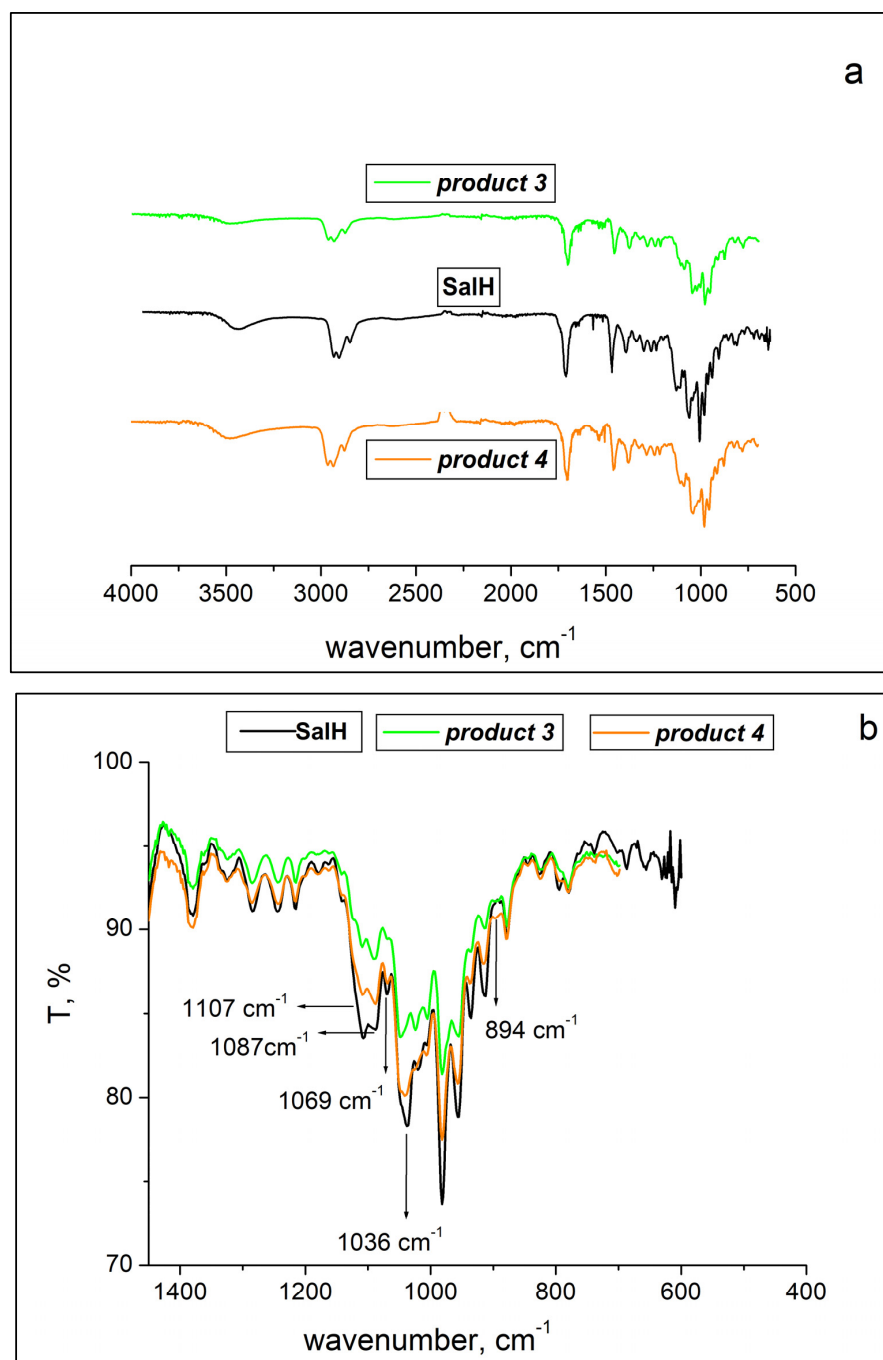 a
product 3
SalH
product 4
4000 3500 3000 2500 2000 1500 1000 500
wavenumber, cm⁻¹
SalH product 3 product 4 b
100
90
80
70
T, %
1107 cm⁻¹
1087cm⁻¹
1069 cm⁻¹
1036 cm⁻¹
894 cm⁻¹
1400 1200 1000 800 600 400
wavenumber, cm⁻¹